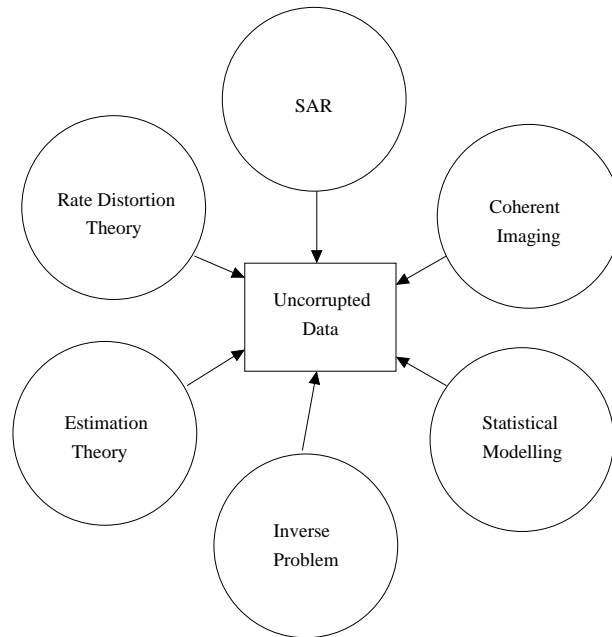 SAR
Rate Distortion
Theory
Coherent
Imaging
Uncorrupted
Data
Estimation
Theory
Statistical
Modelling
Inverse
Problem